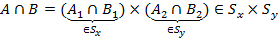 A ∩ B = (A₁ ∩ B₁) × (A₂ ∩ B₂) ∈ Sₓ × Sᵧ
∈Sₓ ∈Sᵧ